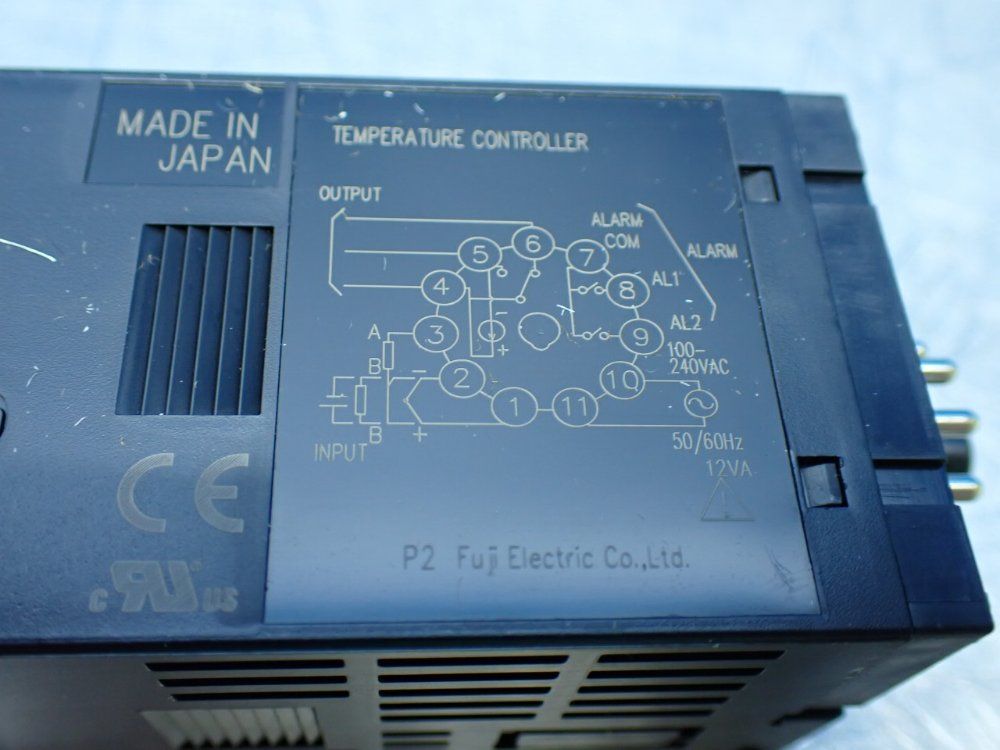 MADE IN
JAPAN
TEMPERATURE CONTROLLER
OUTPUT
ALARM
COM
ALARM
5
6
7
4
8
AL1
3
9
AL2
A
B
100-
240VAC
2
10
-
+
1
11
B
+
-
INPUT
50/60Hz
12VA
CE
c RU US
P2 Fuji Electric Co.,Ltd.